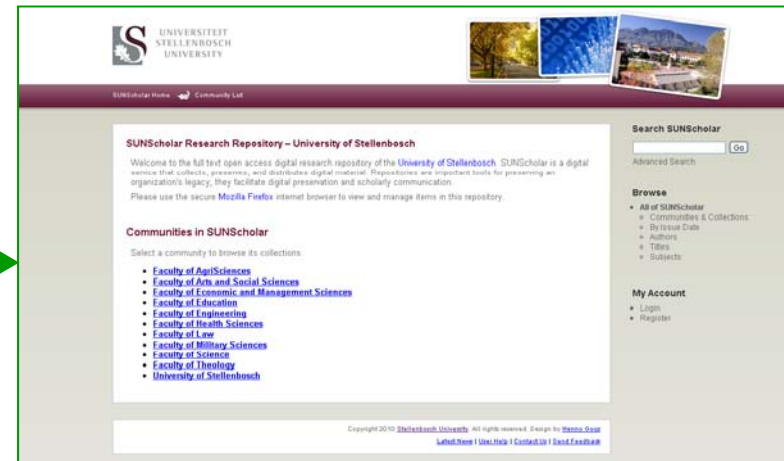 UNIVERSITEIT
STELLENBOSCH
UNIVERSITY
SUNScholar Home Community List
SUNScholar Research Repository – University of Stellenbosch
Welcome to the full text open access digital research repository of the University of Stellenbosch. SUNScholar is a digital
service that collects, preserves, and distributes digital material. Repositories are important tools for preserving an
organization's legacy; they facilitate digital preservation and scholarly communication.
Please use the secure Mozilla Firefox internet browser to view and manage items in this repository.
Communities in SUNScholar
Select a community to browse its collections.
Faculty of AgriSciences
Faculty of Arts and Social Sciences
Faculty of Economic and Management Sciences
Faculty of Education
Faculty of Engineering
Faculty of Health Sciences
Faculty of Law
Faculty of Military Sciences
Faculty of Science
Faculty of Theology
University of Stellenbosch
Search SUNScholar
Go
Advanced Search
Browse
All of SUNScholar
Communities & Collections
By Issue Date
Authors
Titles
Subjects
My Account
Login
Register
Copyright 2010 Stellenbosch University. All rights reserved. Design by Henno Gous
Latest News | User Help | Contact Us | Send Feedback